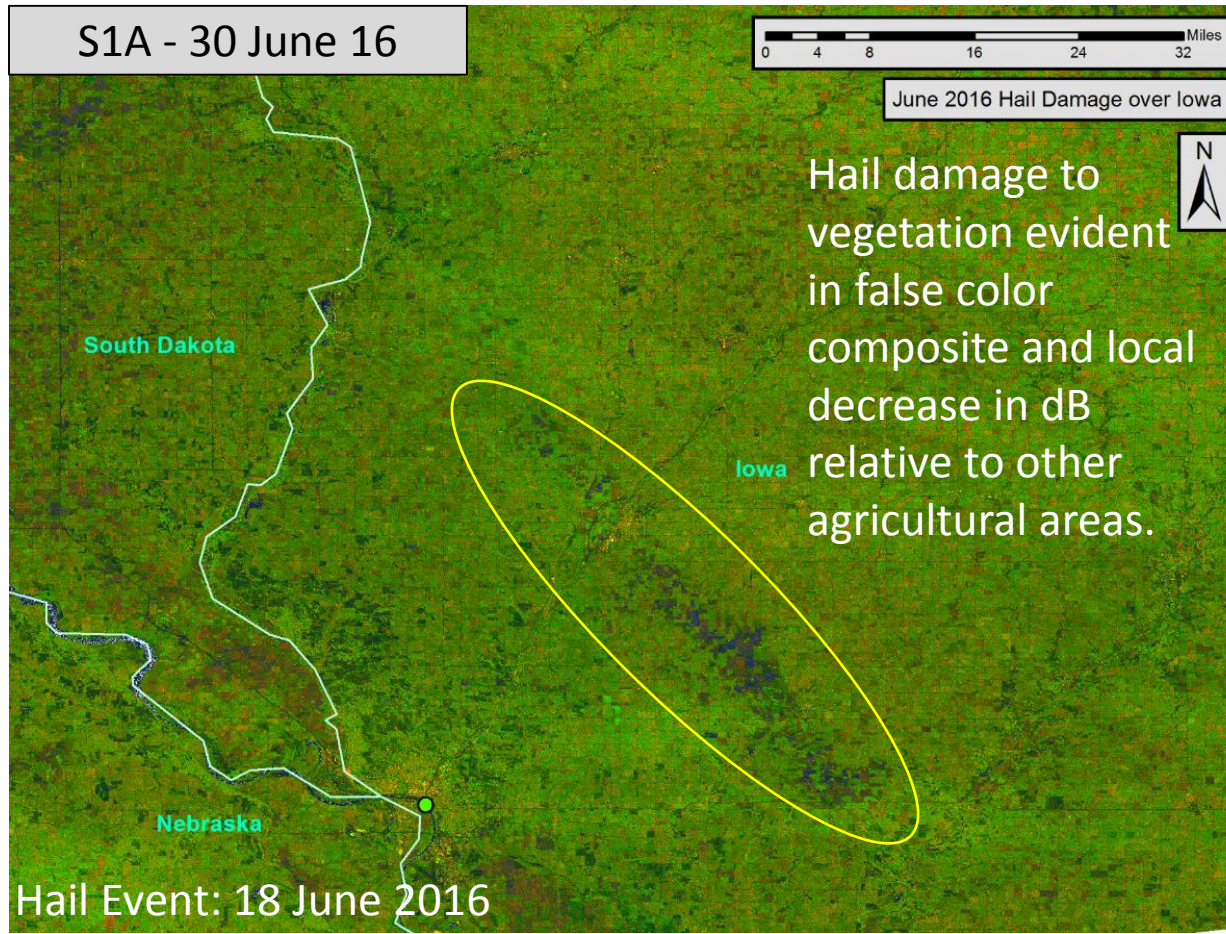 S1A - 30 June 16
Miles
0 4 8 16 24 32
June 2016 Hail Damage over Iowa
N
Hail damage to
vegetation evident
in false color
composite and local
decrease in dB
relative to other
agricultural areas.
South Dakota
Iowa
Nebraska
Hail Event: 18 June 2016